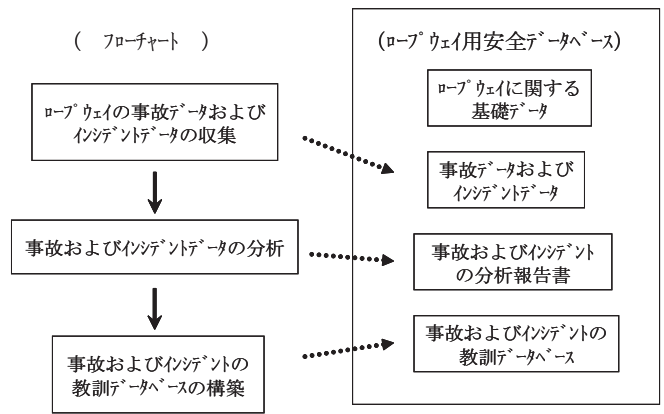 ( フローチャート )
ロープウェイの事故データおよび
インシデントデータの収集
事故およびインシデントデータの分析
事故およびインシデントの
教訓データベースの構築
(ロープウェイ用安全データベース)
ロープウェイに関する
基礎データ
事故データおよび
インシデントデータ
事故およびインシデント
の分析報告書
事故およびインシデントの
教訓データベース